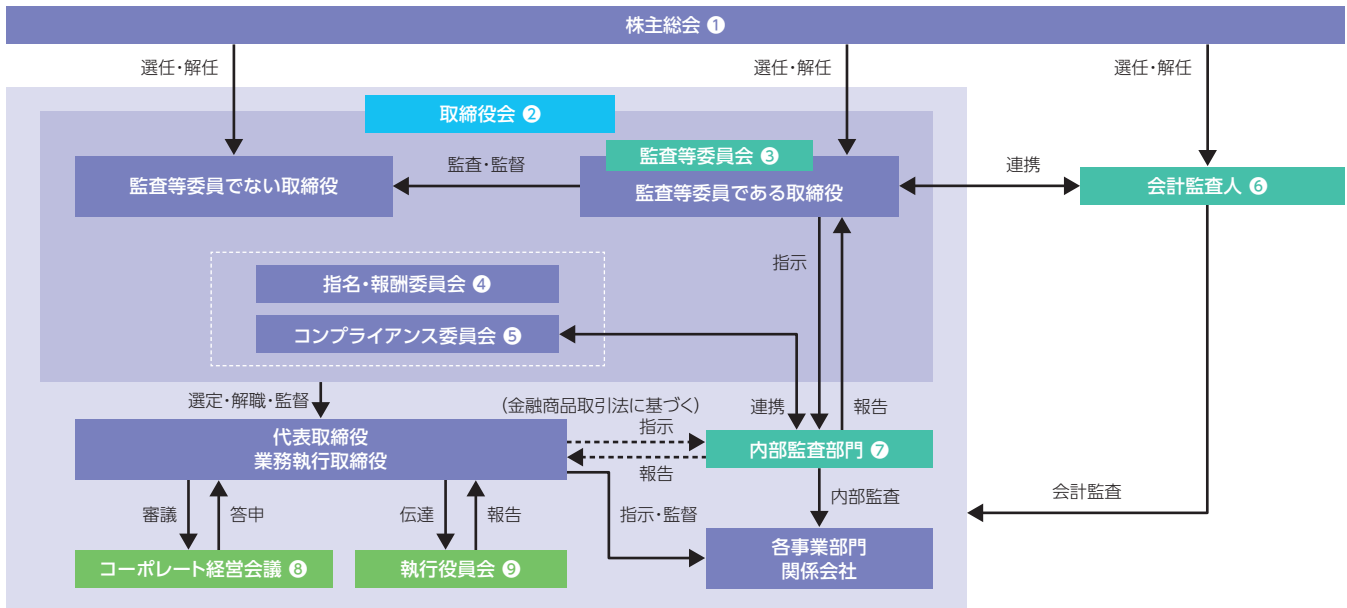 株主総会 ❶
選任・解任
選任・解任
選任・解任
取締役会 ❷
監査等委員会 ❸
監査等委員でない取締役
監査・監督
監査等委員である取締役
連携
会計監査人 ❻
指示
指名・報酬委員会 ❹
コンプライアンス委員会 ❺
選定・解職・監督
(金融商品取引法に基づく)
指示
連携
報告
代表取締役
業務執行取締役
内部監査部門 ❼
報告
内部監査
会計監査
審議
答申
伝達
報告
指示・監督
コーポレート経営会議 ❽
執行役員会 ❾
各事業部門
関係会社